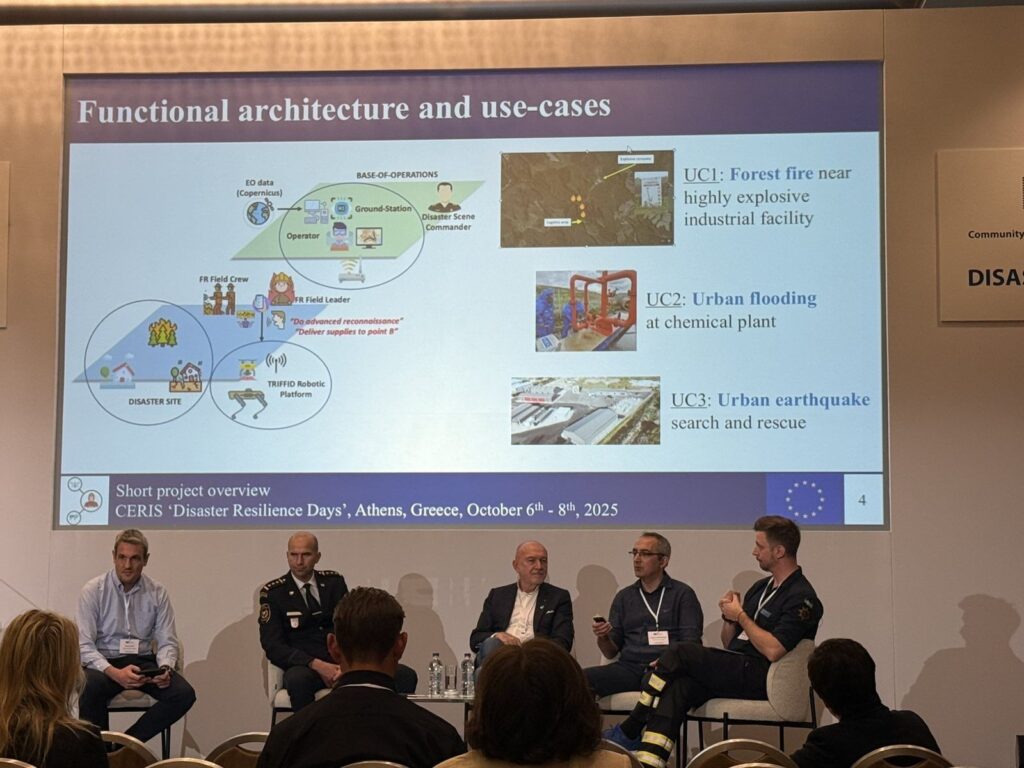 Functional architecture and use-cases
BASE-OF-OPERATIONS
EO data
(Copernicus)
Ground-Station
Disaster Scene
Commander
Operator
FR Field Crew
FR Field Leader
"Do advanced reconnaissance"
"Deliver supplies to point B"
TRIFFID Robotic
Platform
DISASTER SITE
UC1: Forest fire near
highly explosive
industrial facility
UC2: Urban flooding
at chemical plant
UC3: Urban earthquake
search and rescue
Short project overview
CERIS ‘Disaster Resilience Days’, Athens, Greece, October 6th - 8th, 2025
4
Community
DISAS